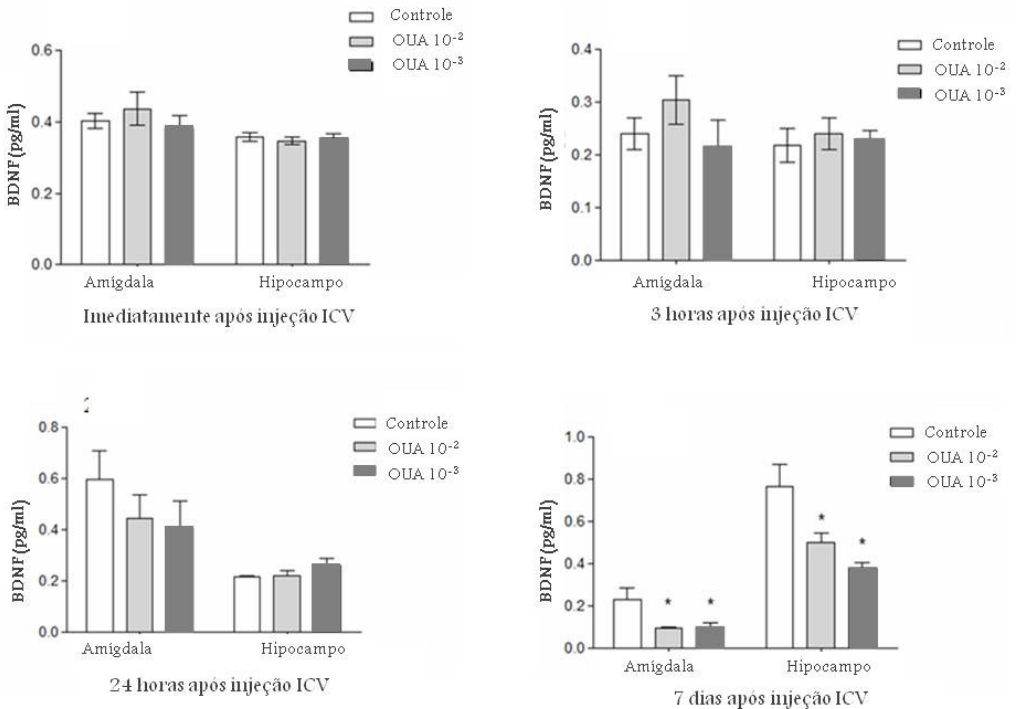 Controle
OUA 10⁻²
OUA 10⁻³
BDNF (pg/ml)
0.6
0.4
0.2
0.0
Amígdala
Hipocampo
Imediatamente após injeção ICV
Controle
OUA 10⁻²
OUA 10⁻³
BDNF (pg/ml)
0.4
0.3
0.2
0.1
0.0
Amígdala
Hipocampo
3 horas após injeção ICV
Controle
OUA 10⁻²
OUA 10⁻³
BDNF (pg/ml)
0.8
0.6
0.4
0.2
0.0
Amígdala
Hipocampo
24 horas após injeção ICV
Controle
OUA 10⁻²
OUA 10⁻³
BDNF (pg/ml)
1.0
0.8
0.6
0.4
0.2
0.0
* * * *
Amígdala
Hipocampo
7 dias após injeção ICV